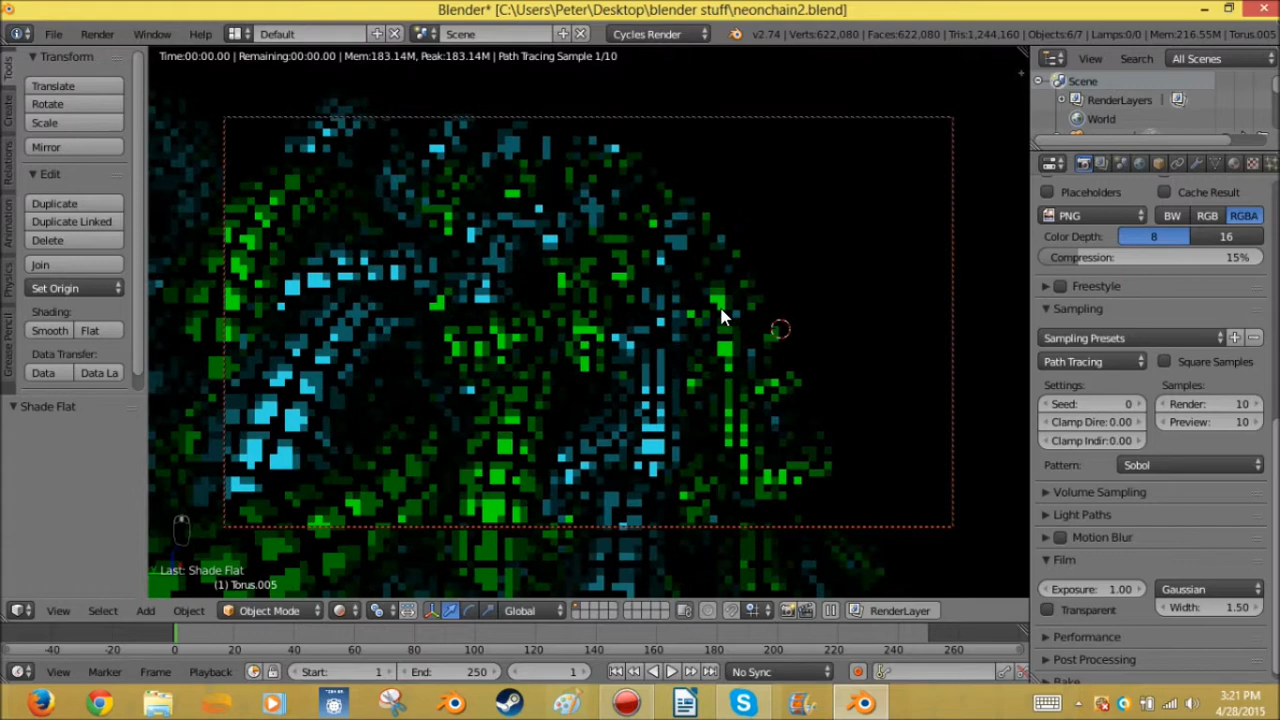 Blender* [C:\Users\Peter\Desktop\blender stuff\neonchain2.blend]
File Render Window Help Default Scene Cycles Render v2.74 | Verts:622,080 | Faces:622,080 | Tris:1,244,160 | Objects:6/7 | Lamps:0/0 | Mem:216.55M | Torus.005
Time:00:00.00 | Remaining:00:00.00 | Mem:183.14M, Peak:183.14M | Path Tracing Sample 1/10
Tools
Create
Relations
Animation
Physics
Grease Pencil
Transform
Translate
Rotate
Scale
Mirror
Edit
Duplicate
Duplicate Linked
Delete
Join
Set Origin
Shading:
Smooth Flat
Data Transfer:
Data Data La
Shade Flat
Last: Shade Flat
(1) Torus.005
View Search All Scenes
Scene
RenderLayers
World
Placeholders Cache Result
PNG BW RGB RGBA
Color Depth: 8 16
Compression: 15%
Freestyle
Sampling
Sampling Presets
Path Tracing Square Samples
Settings: Samples:
Seed: 0 Render: 10
Clamp Dire: 0.00 Preview: 10
Clamp Indir: 0.00
Pattern: Sobol
Volume Sampling
Light Paths
Motion Blur
Film
Exposure: 1.00 Gaussian
Transparent Width: 1.50
Performance
Post Processing
Bake
View Select Add Object Object Mode Global RenderLayer
-40 -20 0 20 40 60 80 100 120 140 160 180 200 220 240 260
View Marker Frame Playback Start: 1 End: 250 1 No Sync
3:21 PM
4/28/2015